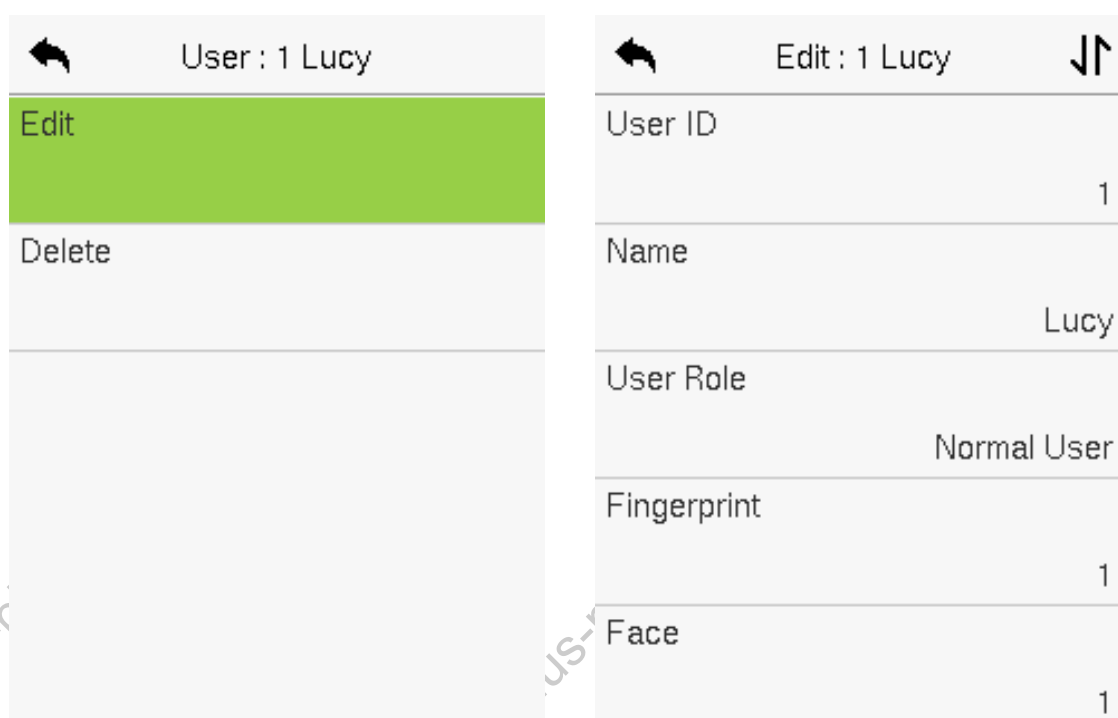 User : 1 Lucy
Edit
Delete
Edit : 1 Lucy
User ID
1
Name
Lucy
User Role
Normal User
Fingerprint
1
Face
1